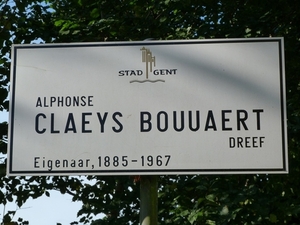 STAD GENT
ALPHONSE
CLAEYS BOUUAERT
DREEF
Eigenaar, 1885-1967